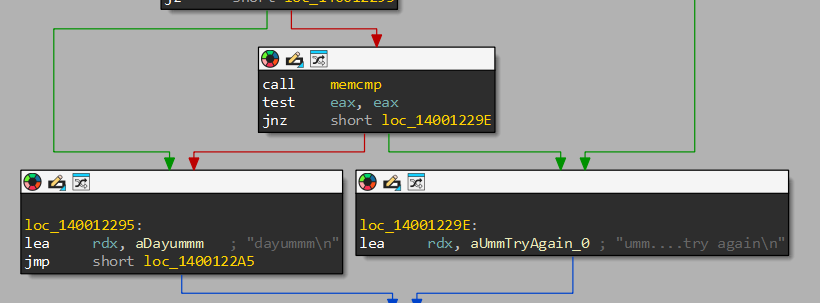 jz short loc_140012295
call memcmp
test eax, eax
jnz short loc_14001229E
loc_140012295:
lea rdx, aDayummm ; "dayummm\n"
jmp short loc_1400122A5
loc_14001229E:
lea rdx, aUmmTryAgain_0 ; "umm....try again\n"